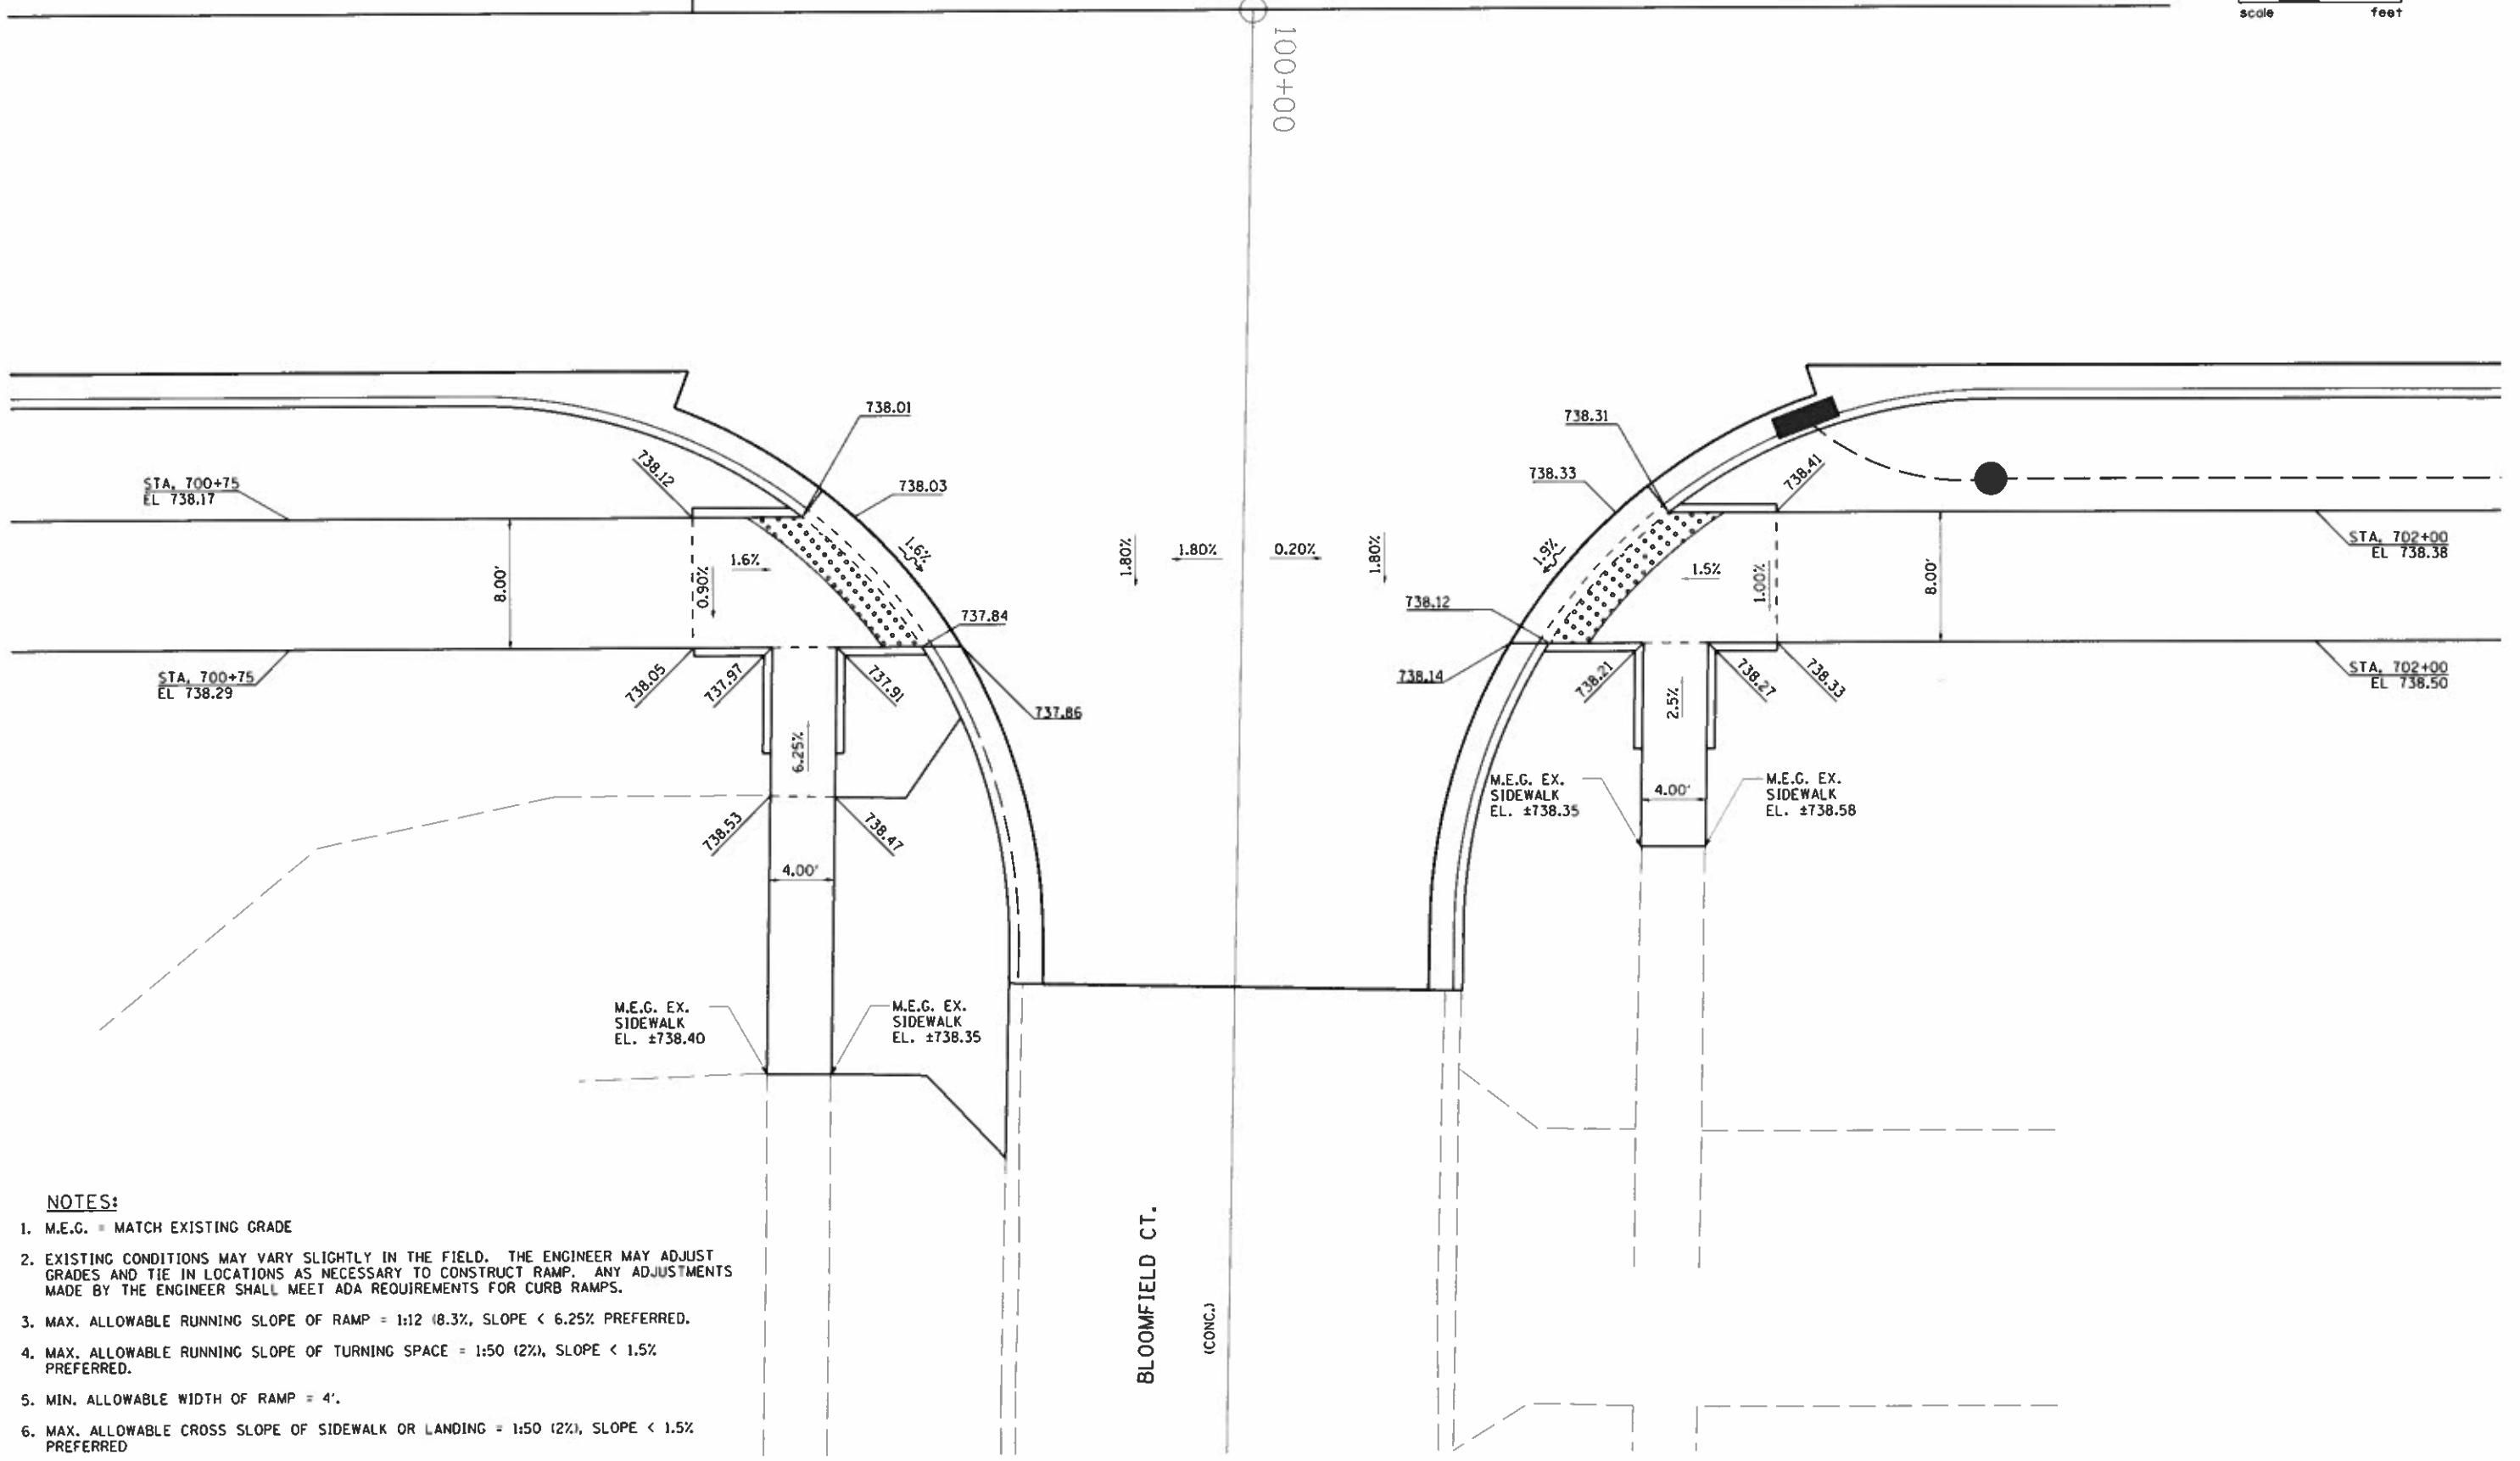 scale feet
100+00
738.01
738.31
738.12
738.41
738.03
738.33
STA. 700+75
EL 738.17
STA. 702+00
EL 738.38
1.6%
1.9%
1.80%
1.80%
0.20%
1.80%
1.6%
1.5%
8.00'
0.90%
1.00%
8.00'
737.84
738.12
STA. 700+75
EL 738.29
STA. 702+00
EL 738.50
738.05
737.97
737.91
737.86
738.14
738.21
738.27
738.33
6.25%
2.5%
M.E.G. EX.
SIDEWALK
EL. ±738.35
M.E.G. EX.
SIDEWALK
EL. ±738.58
4.00'
738.53
738.47
4.00'
M.E.G. EX.
SIDEWALK
EL. ±738.40
M.E.G. EX.
SIDEWALK
EL. ±738.35
BLOOMFIELD CT.
(CONC.)
NOTES:
1. M.E.G. = MATCH EXISTING GRADE
2. EXISTING CONDITIONS MAY VARY SLIGHTLY IN THE FIELD. THE ENGINEER MAY ADJUST
GRADES AND TIE IN LOCATIONS AS NECESSARY TO CONSTRUCT RAMP. ANY ADJUSTMENTS
MADE BY THE ENGINEER SHALL MEET ADA REQUIREMENTS FOR CURB RAMPS.
3. MAX. ALLOWABLE RUNNING SLOPE OF RAMP = 1:12 (8.3%, SLOPE < 6.25% PREFERRED.
4. MAX. ALLOWABLE RUNNING SLOPE OF TURNING SPACE = 1:50 (2%), SLOPE < 1.5%
PREFERRED.
5. MIN. ALLOWABLE WIDTH OF RAMP = 4'.
6. MAX. ALLOWABLE CROSS SLOPE OF SIDEWALK OR LANDING = 1:50 (2%), SLOPE < 1.5%
PREFERRED